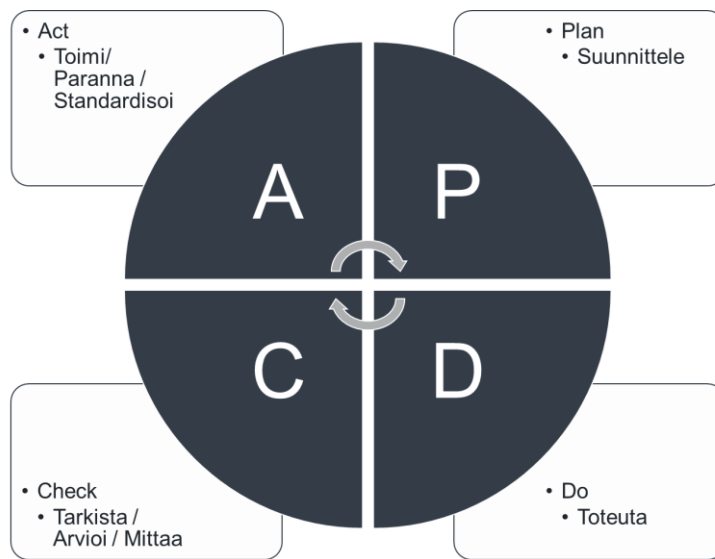 • Act
• Toimi/
Paranna /
Standardisoi
• Plan
• Suunnittele
A
P
C
D
• Check
• Tarkista /
Arvioi / Mittaa
• Do
• Toteuta